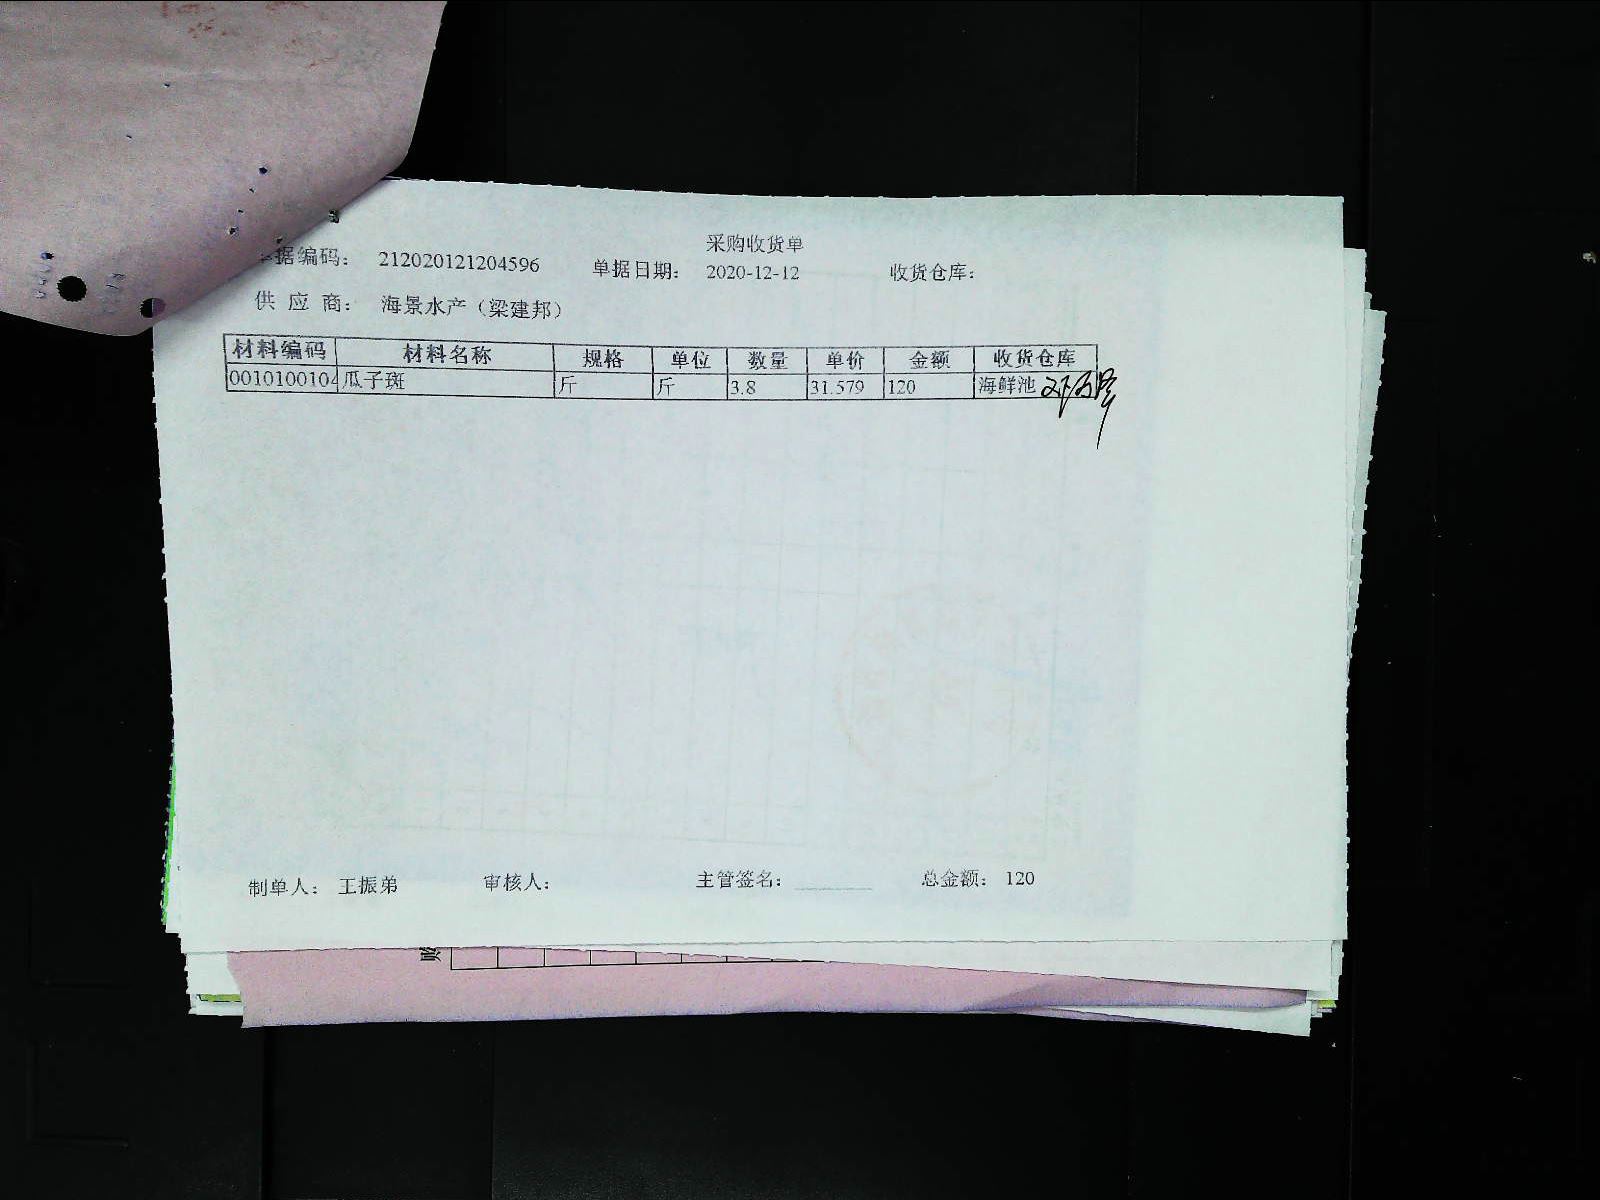 采购收货单
据编码： 212020121204596 单据日期： 2020-12-12 收货仓库：
供 应 商： 海景水产（梁建邦）
材料编码 材料名称 规格 单位 数量 单价 金额 收货仓库
0010100104 瓜子斑 斤 斤 3.8 31.579 120 海鲜池
制单人： 王振弟 审核人： 主管签名： 总金额： 120